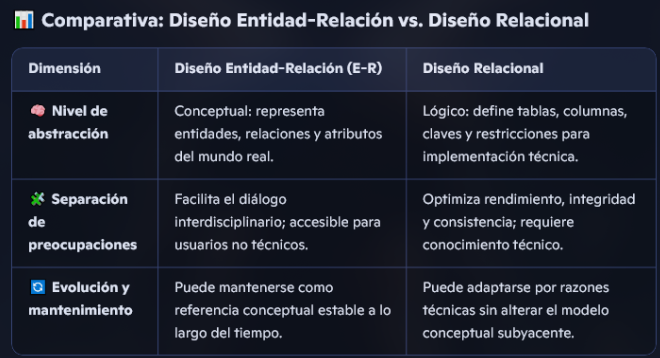 📊 Comparativa: Diseño Entidad-Relación vs. Diseño Relacional
Dimensión
Diseño Entidad-Relación (E-R)
Diseño Relacional
🧠 Nivel de
abstracción
Conceptual: representa
entidades, relaciones y atributos
del mundo real.
Lógico: define tablas, columnas,
claves y restricciones para
implementación técnica.
🧩 Separación
de
preocupaciones
Facilita el diálogo
interdisciplinario; accesible para
usuarios no técnicos.
Optimiza rendimiento, integridad
y consistencia; requiere
conocimiento técnico.
🔄 Evolución y
mantenimiento
Puede mantenerse como
referencia conceptual estable a lo
largo del tiempo.
Puede adaptarse por razones
técnicas sin alterar el modelo
conceptual subyacente.